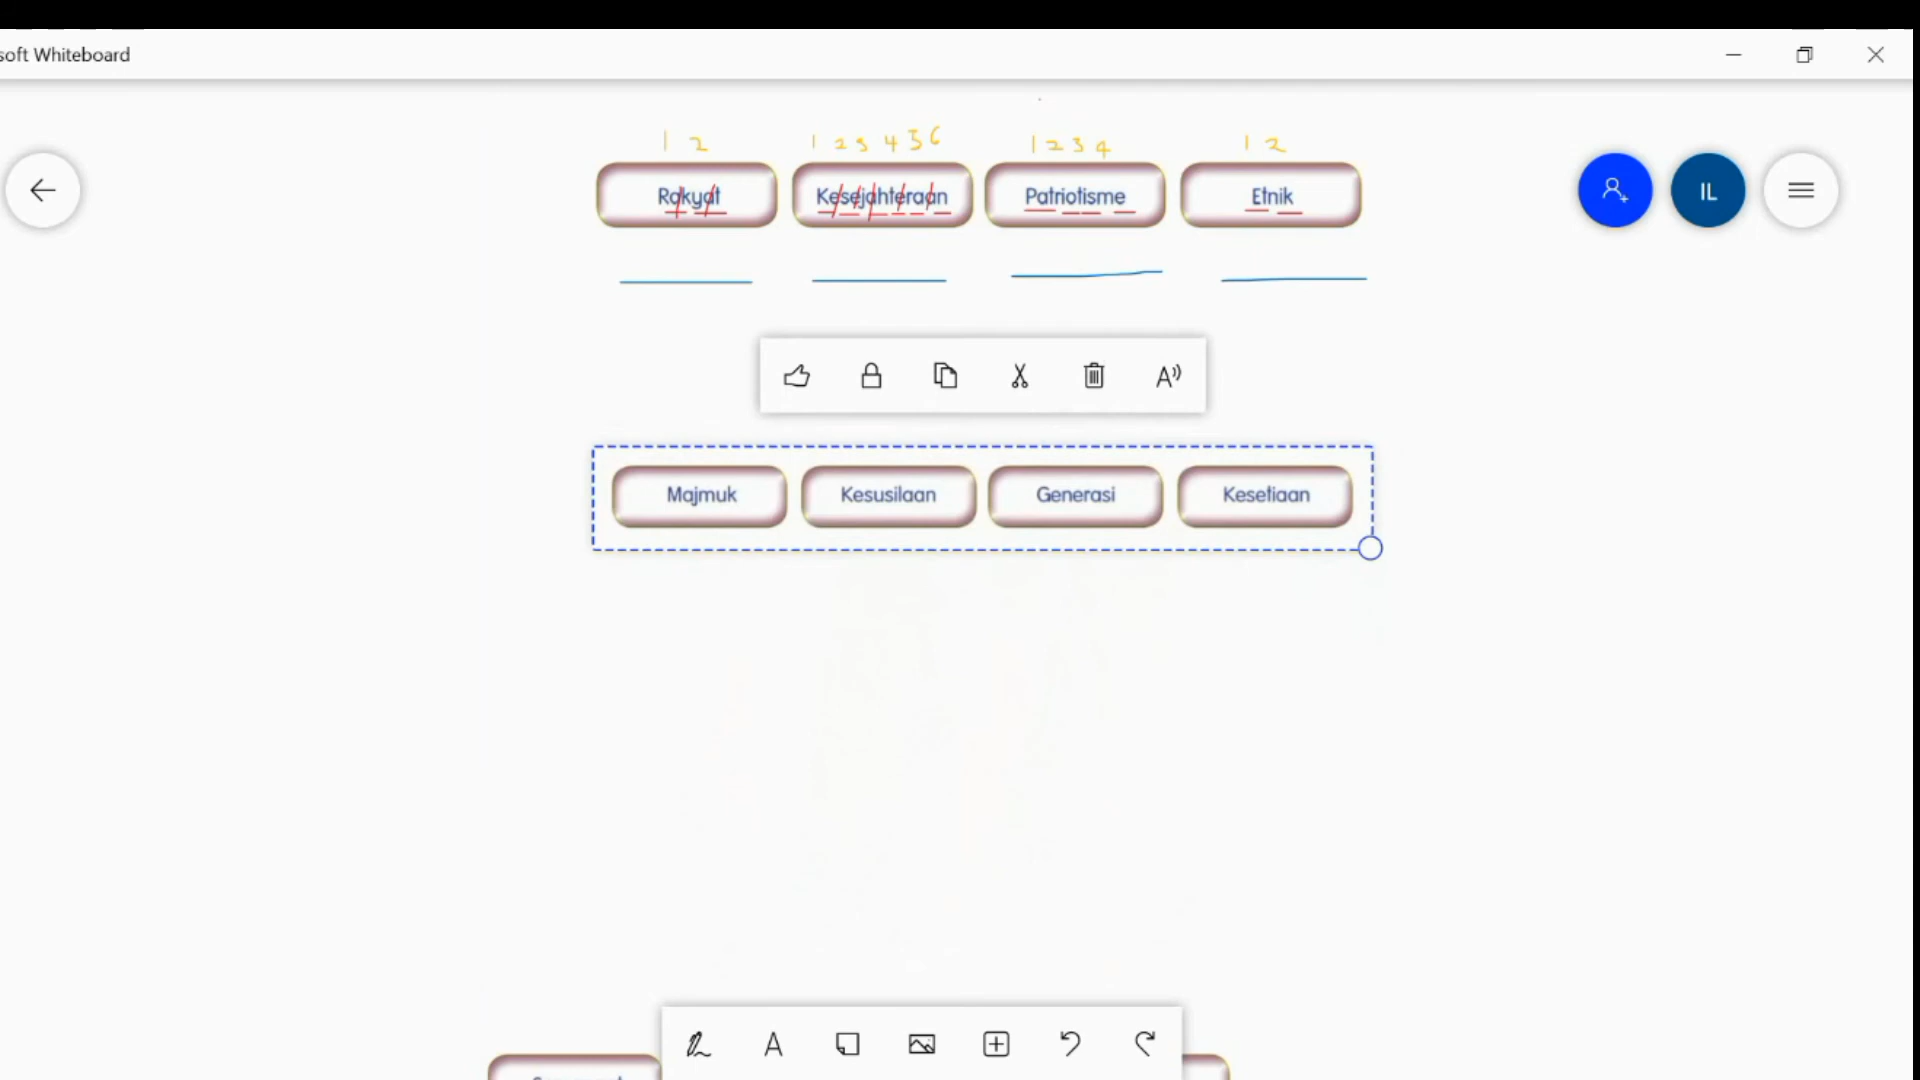 soft Whiteboard
1 2 1 2 3 4 5 6 1 2 3 4 1 2
Rakyat Kesejahteraan Patriotisme Etnik
IL
Majmuk Kesusilaan Generasi Kesetiaan